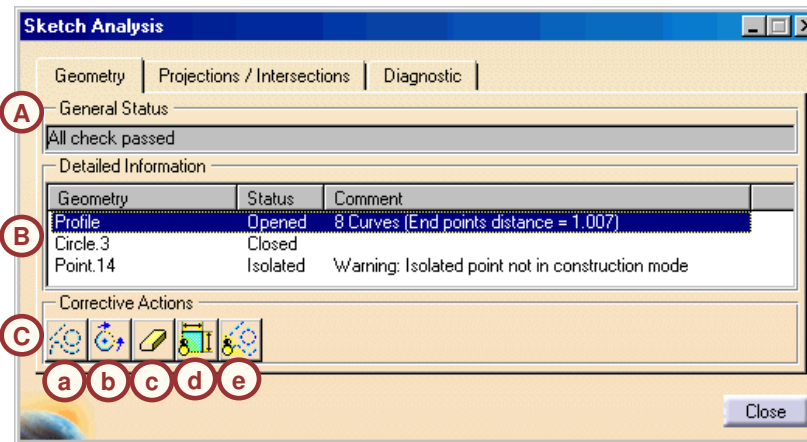 Sketch Analysis
Geometry Projections / Intersections Diagnostic
A General Status
All check passed
Detailed Information
Geometry Status Comment
Profile Opened 8 Curves (End points distance = 1.007)
B
Circle.3 Closed
Point.14 Isolated Warning: Isolated point not in construction mode
Corrective Actions
C
a b c d e
Close